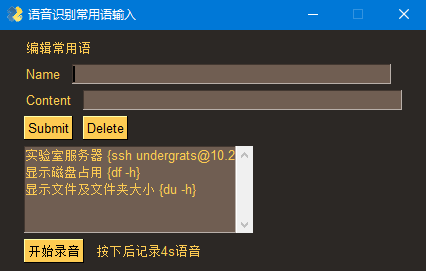 语音识别常用语输入
编辑常用语
Name
Content
Submit Delete
实验室服务器 {ssh undergrats@10.2
显示磁盘占用 {df -h}
显示文件及文件夹大小 {du -h}
开始录音 按下后记录4s语音